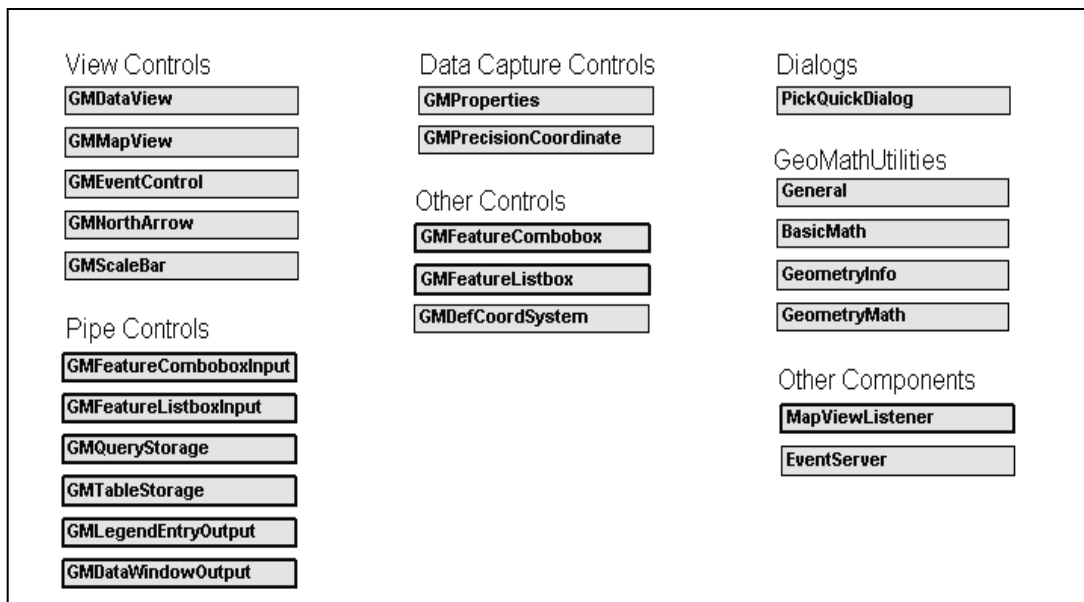 View Controls
GMDataView
GMMapView
GMEventControl
GMNorthArrow
GMScaleBar
Pipe Controls
GMFeatureComboboxInput
GMFeatureListboxInput
GMQueryStorage
GMTableStorage
GMLegendEntryOutput
GMDataWindowOutput
Data Capture Controls
GMProperties
GMPrecisionCoordinate
Other Controls
GMFeatureCombobox
GMFeatureListbox
GMDefCoordSystem
Dialogs
PickQuickDialog
GeoMathUtilities
General
BasicMath
GeometryInfo
GeometryMath
Other Components
MapViewListener
EventServer